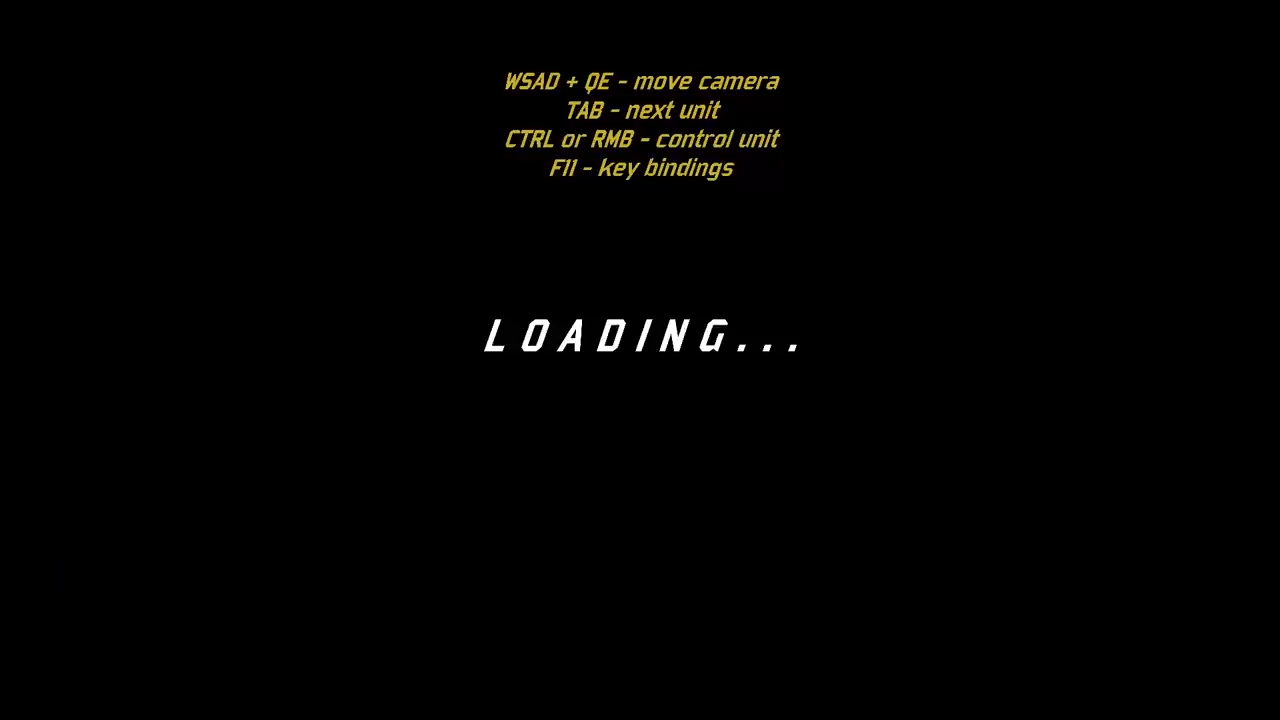 WSAD + QE - move camera
TAB - next unit
CTRL or RMB - control unit
F11 - key bindings
LOADING...